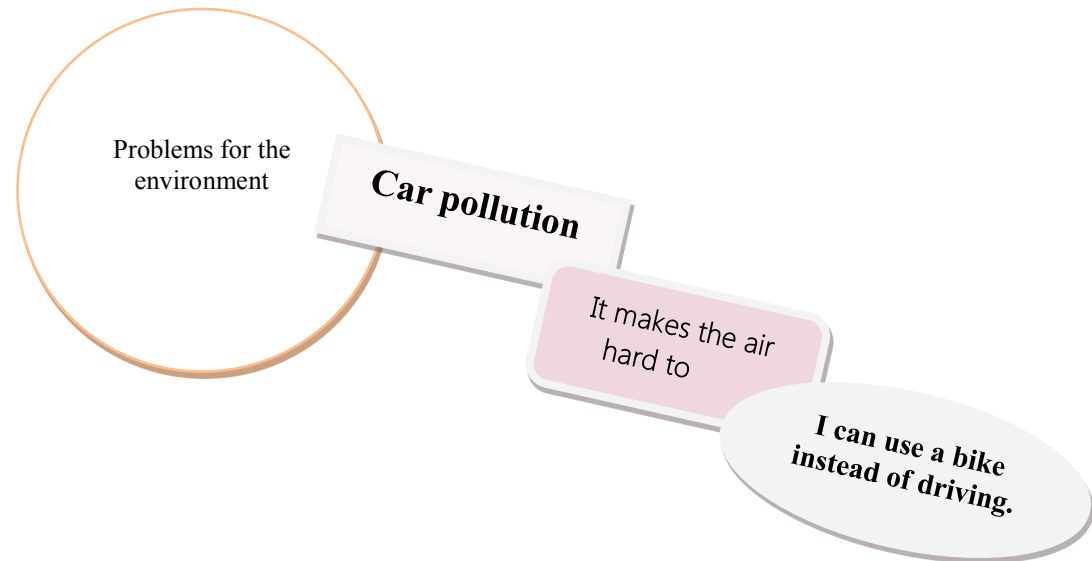 Problems for the
environment
Car pollution
It makes the air
hard to
I can use a bike
instead of driving.